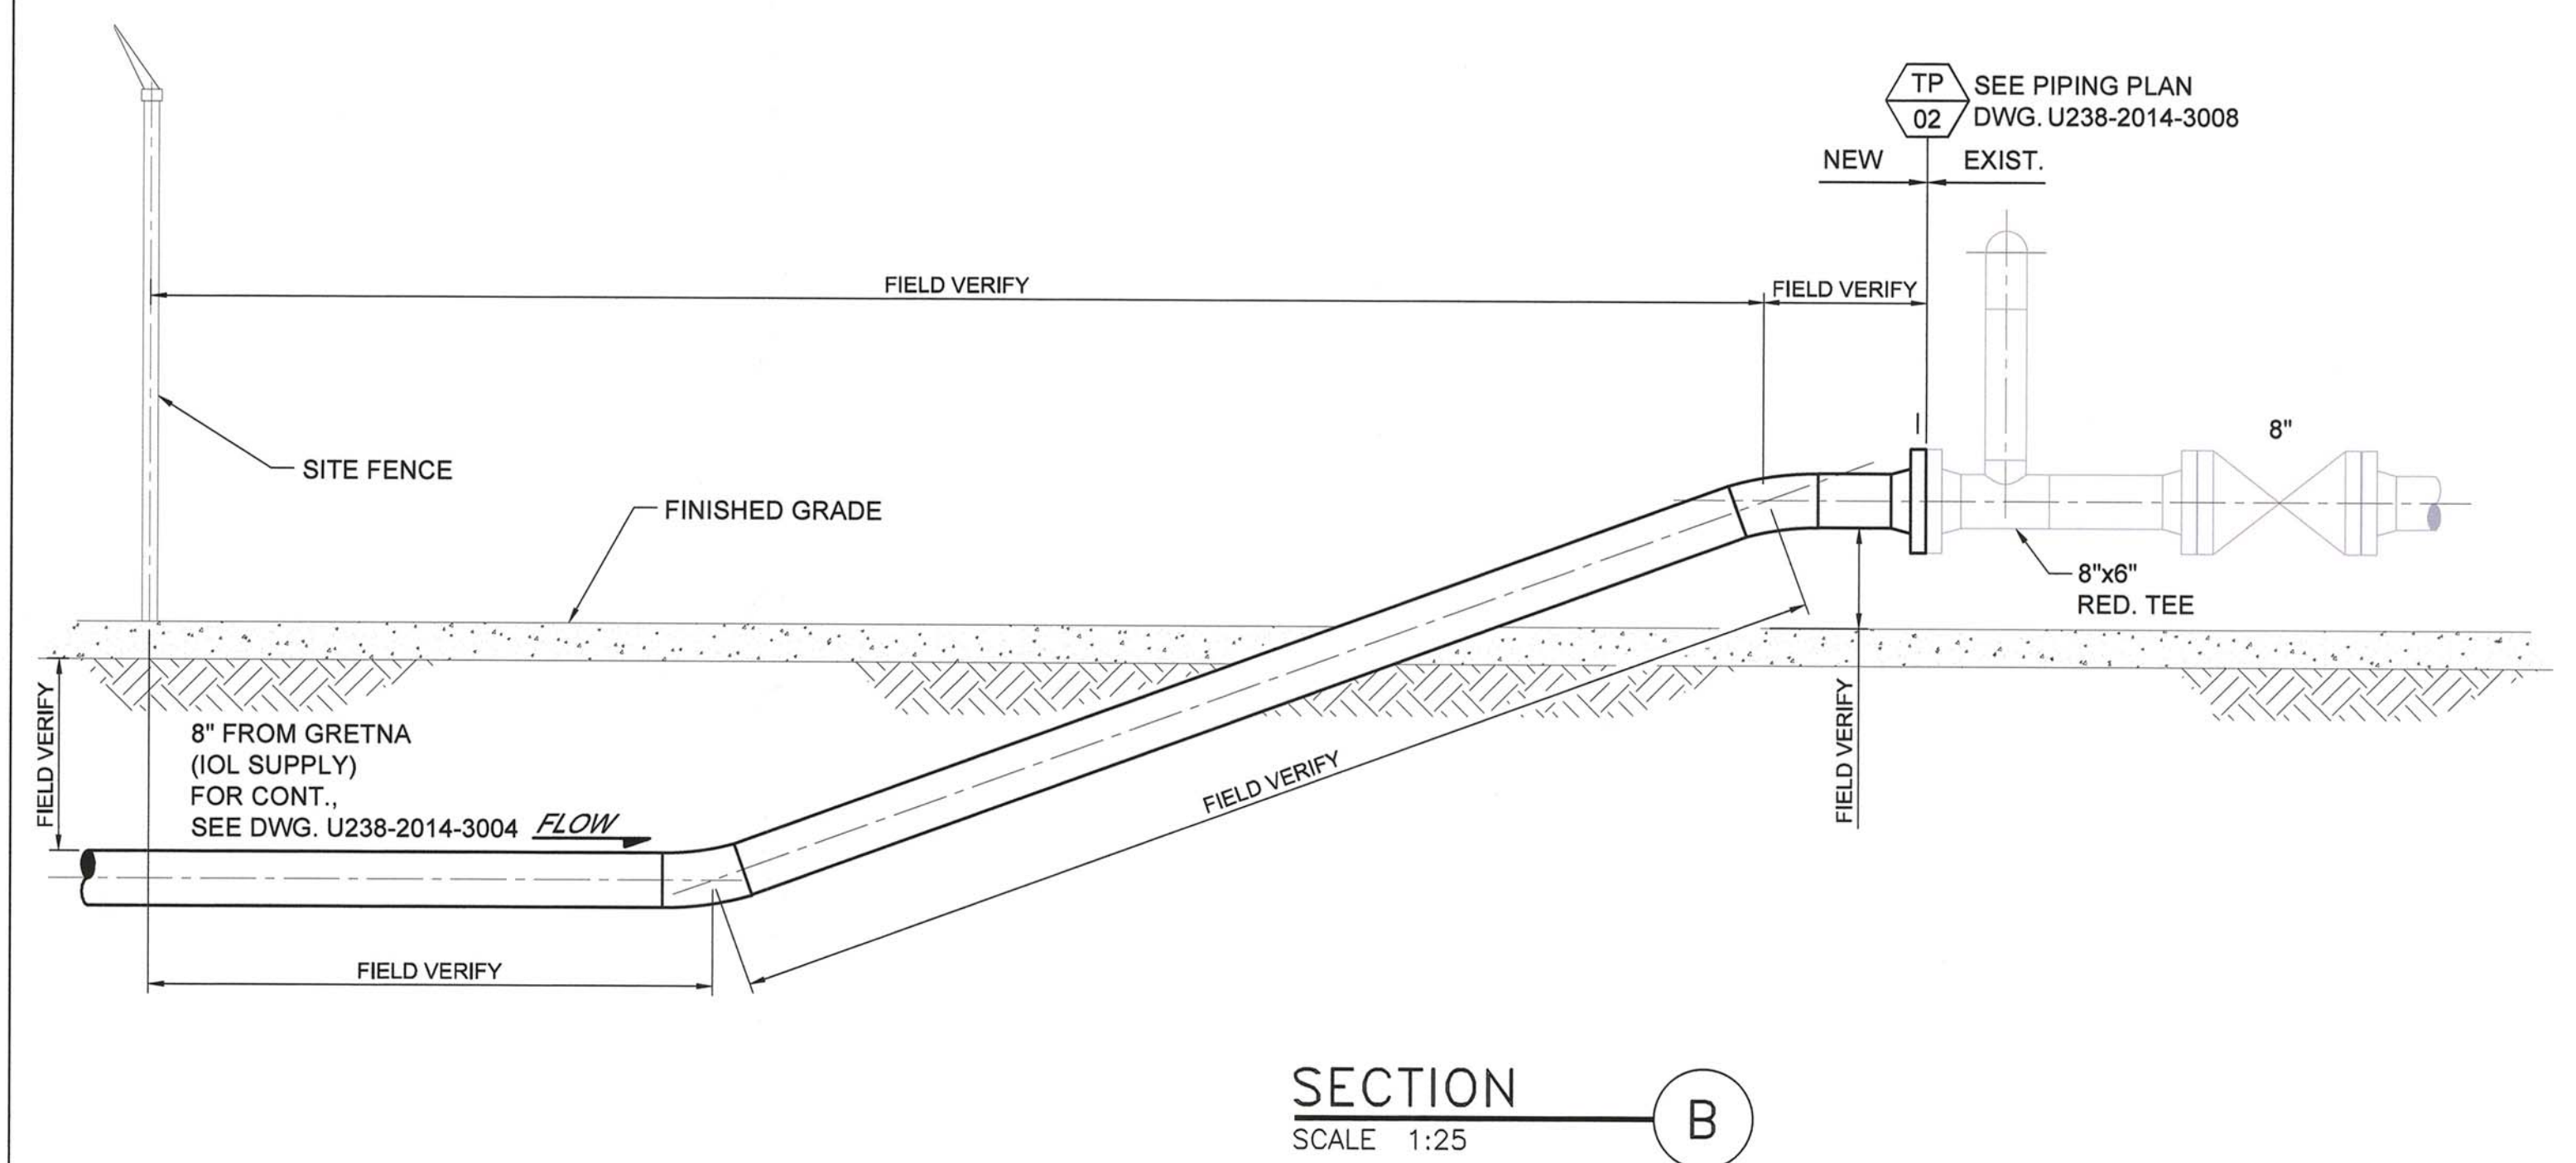 TP
02
SEE PIPING PLAN
DWG. U238-2014-3008
NEW
EXIST.
FIELD VERIFY
FIELD VERIFY
8"
SITE FENCE
FINISHED GRADE
8"x6"
RED. TEE
FIELD VERIFY
8" FROM GRETNA
(IOL SUPPLY)
FOR CONT.,
SEE DWG. U238-2014-3004
FLOW
FIELD VERIFY
FIELD VERIFY
FIELD VERIFY
SECTION
B
SCALE 1:25